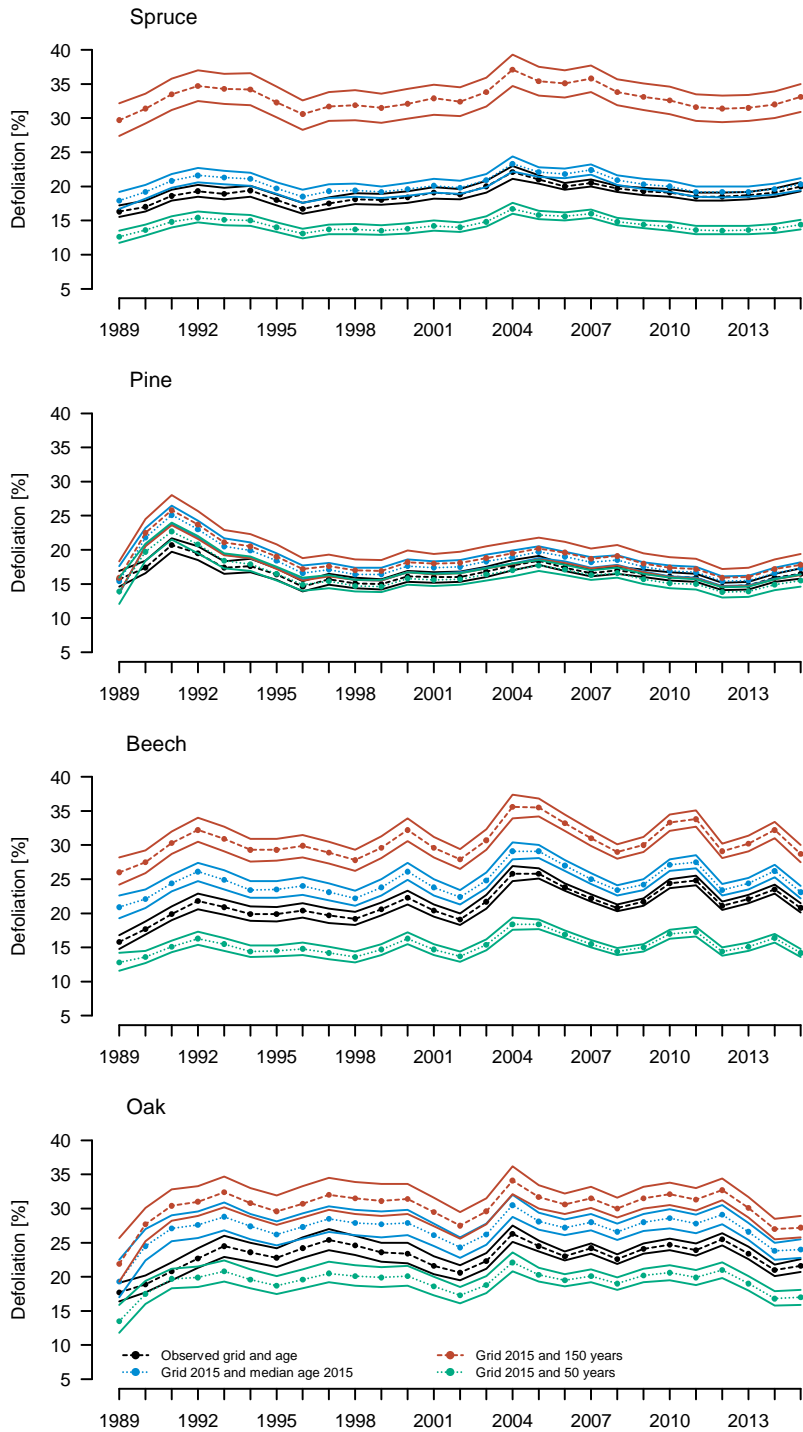 Spruce
40
35
30
25
20
15
10
5
Defoliation [%]
1989 1992 1995 1998 2001 2004 2007 2010 2013
Pine
40
35
30
25
20
15
10
5
Defoliation [%]
1989 1992 1995 1998 2001 2004 2007 2010 2013
Beech
40
35
30
25
20
15
10
5
Defoliation [%]
1989 1992 1995 1998 2001 2004 2007 2010 2013
Oak
40
35
30
25
20
15
10
5
Defoliation [%]
Observed grid and age
Grid 2015 and median age 2015
Grid 2015 and 150 years
Grid 2015 and 50 years
1989 1992 1995 1998 2001 2004 2007 2010 2013